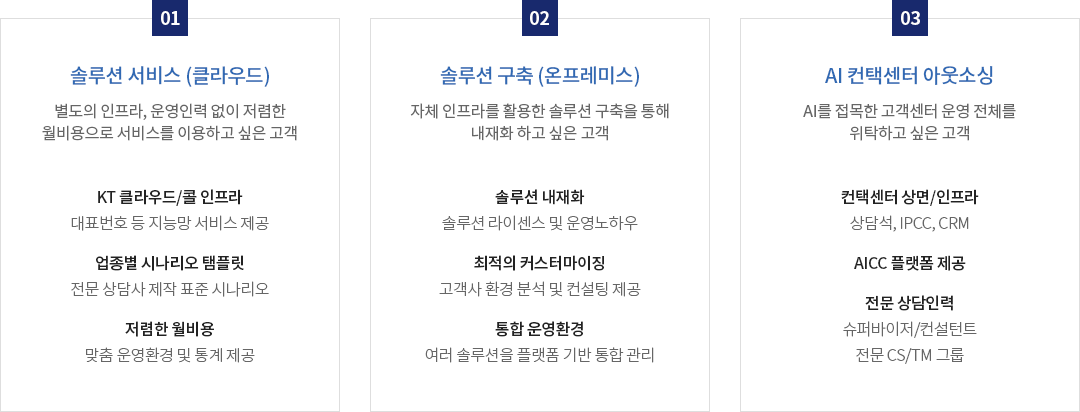 01
솔루션 서비스 (클라우드)
별도의 인프라, 운영인력 없이 저렴한
월비용으로 서비스를 이용하고 싶은 고객
KT 클라우드/콜 인프라
대표번호 등 지능망 서비스 제공
업종별 시나리오 탬플릿
전문 상담사 제작 표준 시나리오
저렴한 월비용
맞춤 운영환경 및 통계 제공
02
솔루션 구축 (온프레미스)
자체 인프라를 활용한 솔루션 구축을 통해
내재화 하고 싶은 고객
솔루션 내재화
솔루션 라이센스 및 운영노하우
최적의 커스터마이징
고객사 환경 분석 및 컨설팅 제공
통합 운영환경
여러 솔루션을 플랫폼 기반 통합 관리
03
AI 컨택센터 아웃소싱
AI를 접목한 고객센터 운영 전체를
위탁하고 싶은 고객
컨택센터 상면/인프라
상담석, IPCC, CRM
AICC 플랫폼 제공
전문 상담인력
슈퍼바이저/컨설턴트
전문 CS/TM 그룹